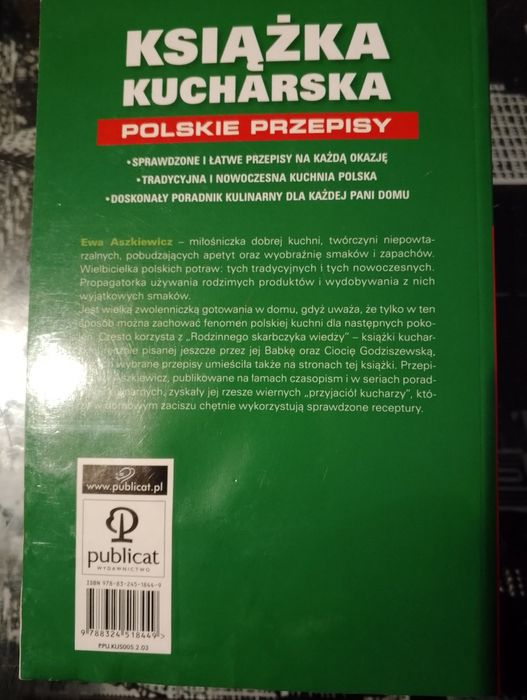 KSIĄŻKA
KUCHARSKA
POLSKIE PRZEPISY
•SPRAWDZONE I ŁATWE PRZEPISY NA KAŻDĄ OKAZJĘ
•TRADYCYJNA I NOWOCZESNA KUCHNIA POLSKA
•DOSKONAŁY PORADNIK KULINARNY DLA KAŻDEJ PANI DOMU
Ewa Aszkiewicz – miłośniczka dobrej kuchni, twórczyni niepowta-
rzalnych, pobudzających apetyt oraz wyobraźnię smaków i zapachów.
Wielbicielka polskich potraw: tych tradycyjnych i tych nowoczesnych.
Propagatorka używania rodzimych produktów i wydobywania z nich
wyjątkowych smaków.
Jest wielką zwolenniczką gotowania w domu, gdyż uważa, że tylko w ten
sposób można zachować fenomen polskiej kuchni dla następnych poko-
leń. Często korzysta z „Rodzinnego skarbczyka wiedzy" – książki kuchar-
pisanej jeszcze przez jej Babkę oraz Ciocię Godziszewską,
wybrane przepisy umieściła także na stronach tej książki. Przepi-
Aszkiewicz, publikowane na łamach czasopism i w seriach porad-
kulinarnych, zyskały jej rzesze wiernych „przyjaciół kucharzy", któ-
w domowym zaciszu chętnie wykorzystują sprawdzone receptury.
www.publicat.pl
publicat
WYDAWNICTWO
ISBN 978-83-245-1844-9
9 788324 518449 >
EPU.KUS005.2.03